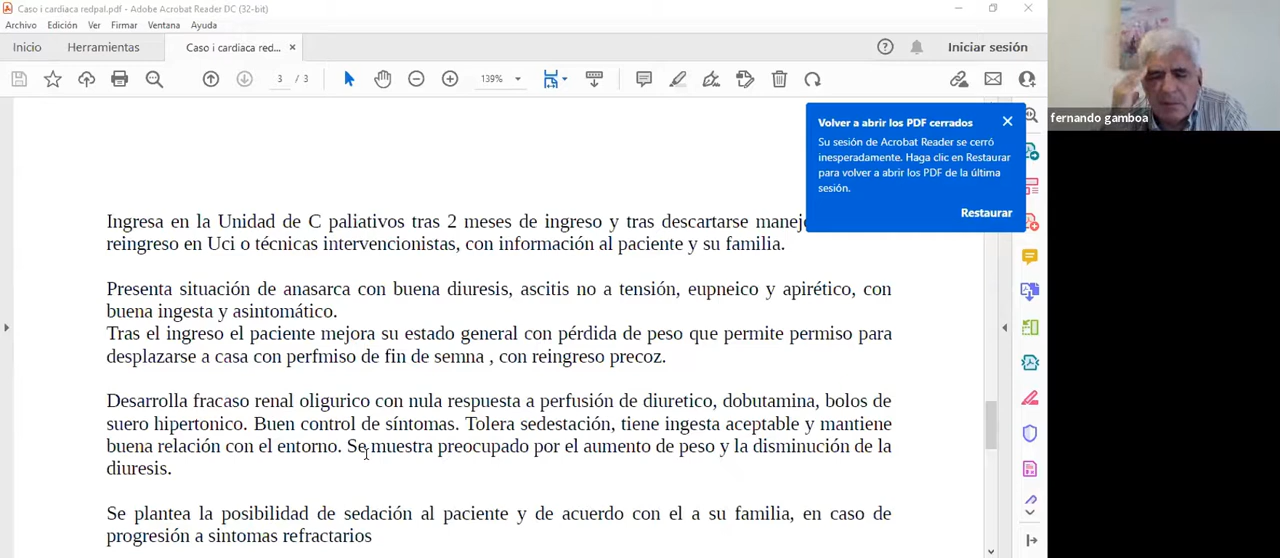 Caso i cardiaca redpal.pdf - Adobe Acrobat Reader DC (32-bit)
Archivo Edición Ver Firmar Ventana Ayuda
Inicio Herramientas Caso i cardiaca red... × Iniciar sesión
3 / 3 139%
fernando gamboa
Volver a abrir los PDF cerrados
Su sesión de Acrobat Reader se cerró
inesperadamente. Haga clic en Restaurar
para volver a abrir los PDF de la última
sesión.
Restaurar
Ingresa en la Unidad de C paliativos tras 2 meses de ingreso y tras descartarse manejo
reingreso en Uci o técnicas intervencionistas, con información al paciente y su familia.
Presenta situación de anasarca con buena diuresis, ascitis no a tensión, eupneico y apirético, con
buena ingesta y asintomático.
Tras el ingreso el paciente mejora su estado general con pérdida de peso que permite permiso para
desplazarse a casa con perfmiso de fin de semna , con reingreso precoz.
Desarrolla fracaso renal oligurico con nula respuesta a perfusión de diuretico, dobutamina, bolos de
suero hipertonico. Buen control de síntomas. Tolera sedestación, tiene ingesta aceptable y mantiene
buena relación con el entorno. Se muestra preocupado por el aumento de peso y la disminución de la
diuresis.
Se plantea la posibilidad de sedación al paciente y de acuerdo con el a su familia, en caso de
progresión a sintomas refractarios